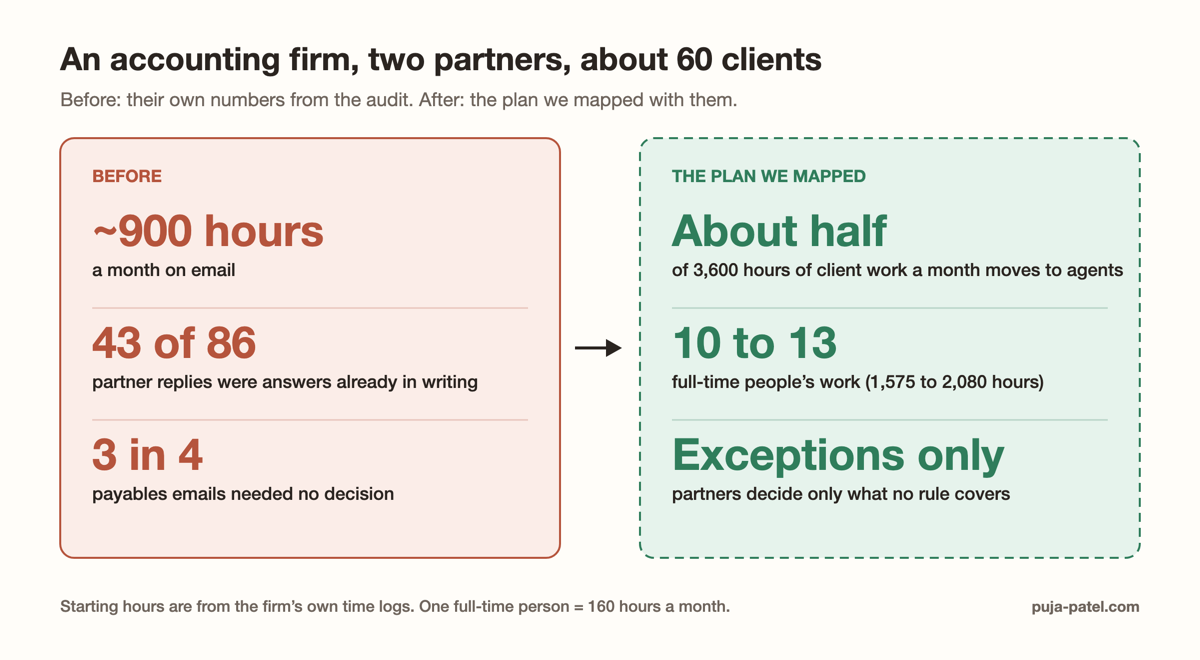 An accounting firm, two partners, about 60 clients
Before: their own numbers from the audit. After: the plan we mapped with them.
BEFORE
~900 hours
a month on email
43 of 86
partner replies were answers already in writing
3 in 4
payables emails needed no decision
THE PLAN WE MAPPED
About half
of 3,600 hours of client work a month moves to agents
10 to 13
full-time people’s work (1,575 to 2,080 hours)
Exceptions only
partners decide only what no rule covers
Starting hours are from the firm’s own time logs. One full-time person = 160 hours a month.
puja-patel.com